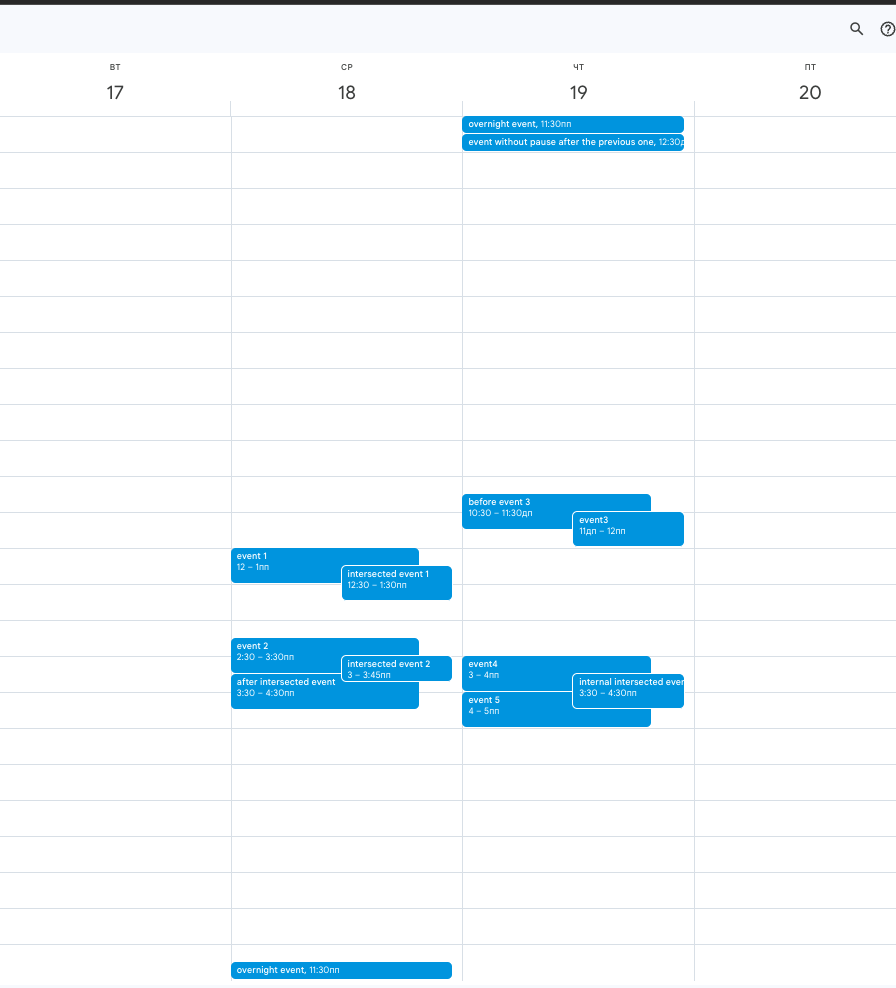 ВТ
17
СР
18
ЧТ
19
ПТ
20
overnight event, 11:30пп
event without pause after the previous one, 12:30
before event 3
10:30 – 11:30дп
event3
11дп – 12пп
event 1
12 – 1пп
intersected event 1
12:30 – 1:30пп
event 2
2:30 – 3:30пп
intersected event 2
3 – 3:45пп
after intersected event
3:30 – 4:30пп
event4
3 – 4пп
internal intersected even
3:30 – 4:30пп
event 5
4 – 5пп
overnight event, 11:30пп